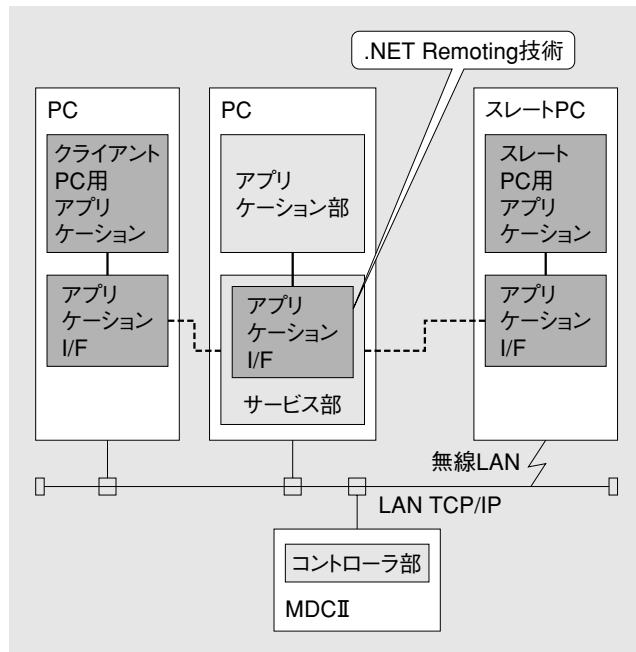 .NET Remoting技術
PC
クライアント
PC用
アプリ
ケーション
アプリ
ケーション
I/F
PC
アプリ
ケーション部
アプリ
ケーション
I/F
サービス部
スレートPC
スレート
PC用
アプリ
ケーション
アプリ
ケーション
I/F
無線LAN
LAN TCP/IP
コントローラ部
MDCⅡ